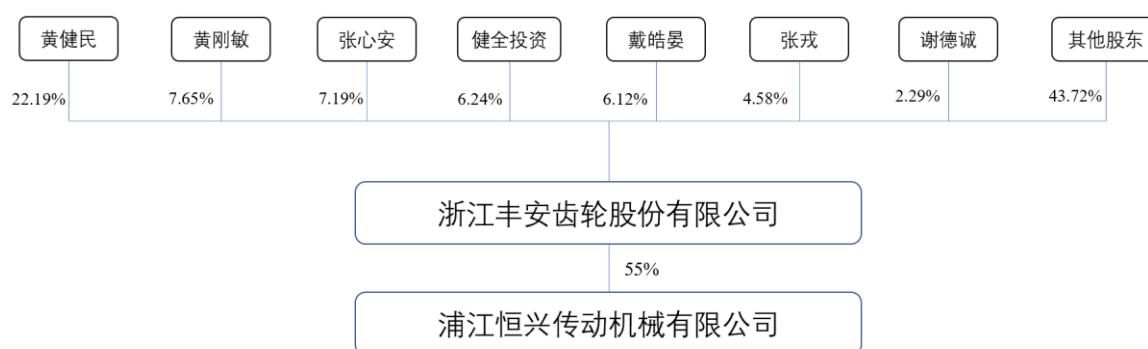 黄健民 黄刚敏 张心安 健全投资 戴皓晏 张戎 谢德诚 其他股东
22.19% 7.65% 7.19% 6.24% 6.12% 4.58% 2.29% 43.72%
浙江丰安齿轮股份有限公司
55%
浦江恒兴传动机械有限公司